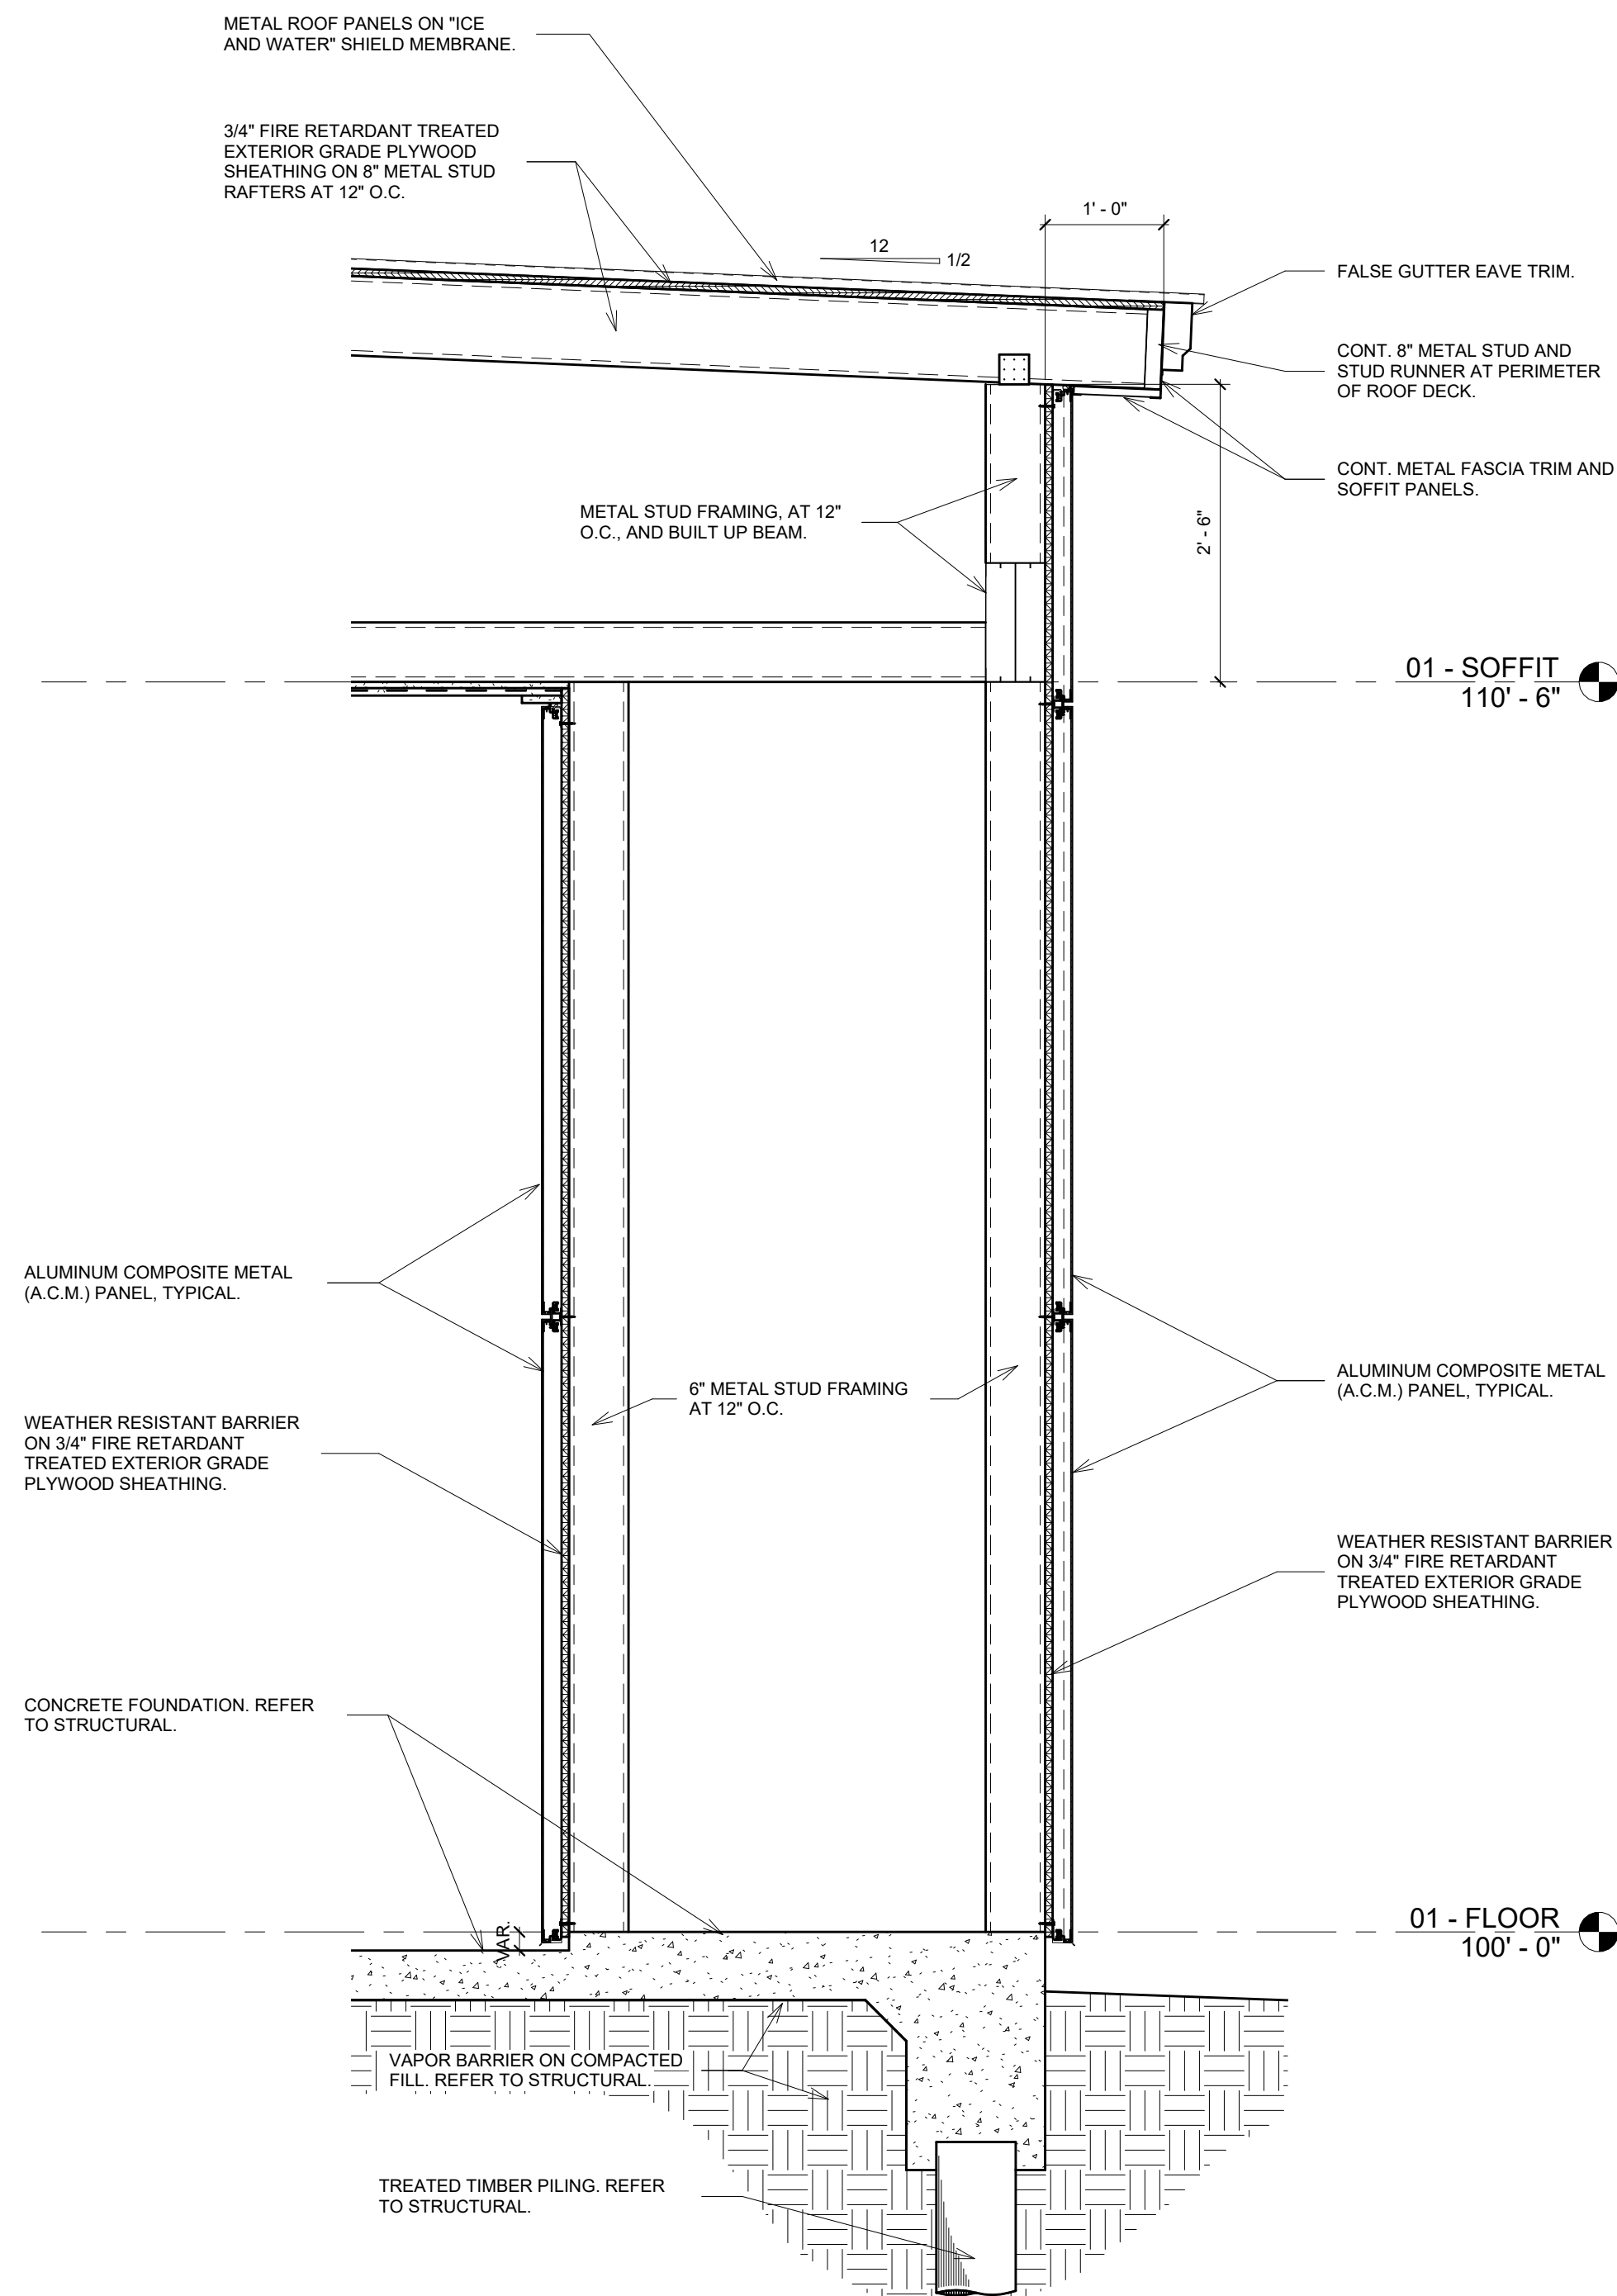 METAL ROOF PANELS ON "ICE
AND WATER" SHIELD MEMBRANE.
3/4" FIRE RETARDANT TREATED
EXTERIOR GRADE PLYWOOD
SHEATHING ON 8" METAL STUD
RAFTERS AT 12" O.C.
1' - 0"
12
1/2
FALSE GUTTER EAVE TRIM.
CONT. 8" METAL STUD AND
STUD RUNNER AT PERIMETER
OF ROOF DECK.
CONT. METAL FASCIA TRIM AND
SOFFIT PANELS.
METAL STUD FRAMING, AT 12"
O.C., AND BUILT UP BEAM.
2' - 6"
01 - SOFFIT
110' - 6"
ALUMINUM COMPOSITE METAL
(A.C.M.) PANEL, TYPICAL.
WEATHER RESISTANT BARRIER
ON 3/4" FIRE RETARDANT
TREATED EXTERIOR GRADE
PLYWOOD SHEATHING.
6" METAL STUD FRAMING
AT 12" O.C.
ALUMINUM COMPOSITE METAL
(A.C.M.) PANEL, TYPICAL.
WEATHER RESISTANT BARRIER
ON 3/4" FIRE RETARDANT
TREATED EXTERIOR GRADE
PLYWOOD SHEATHING.
CONCRETE FOUNDATION. REFER
TO STRUCTURAL.
VAR.
01 - FLOOR
100' - 0"
VAPOR BARRIER ON COMPACTED
FILL. REFER TO STRUCTURAL.
TREATED TIMBER PILING. REFER
TO STRUCTURAL.